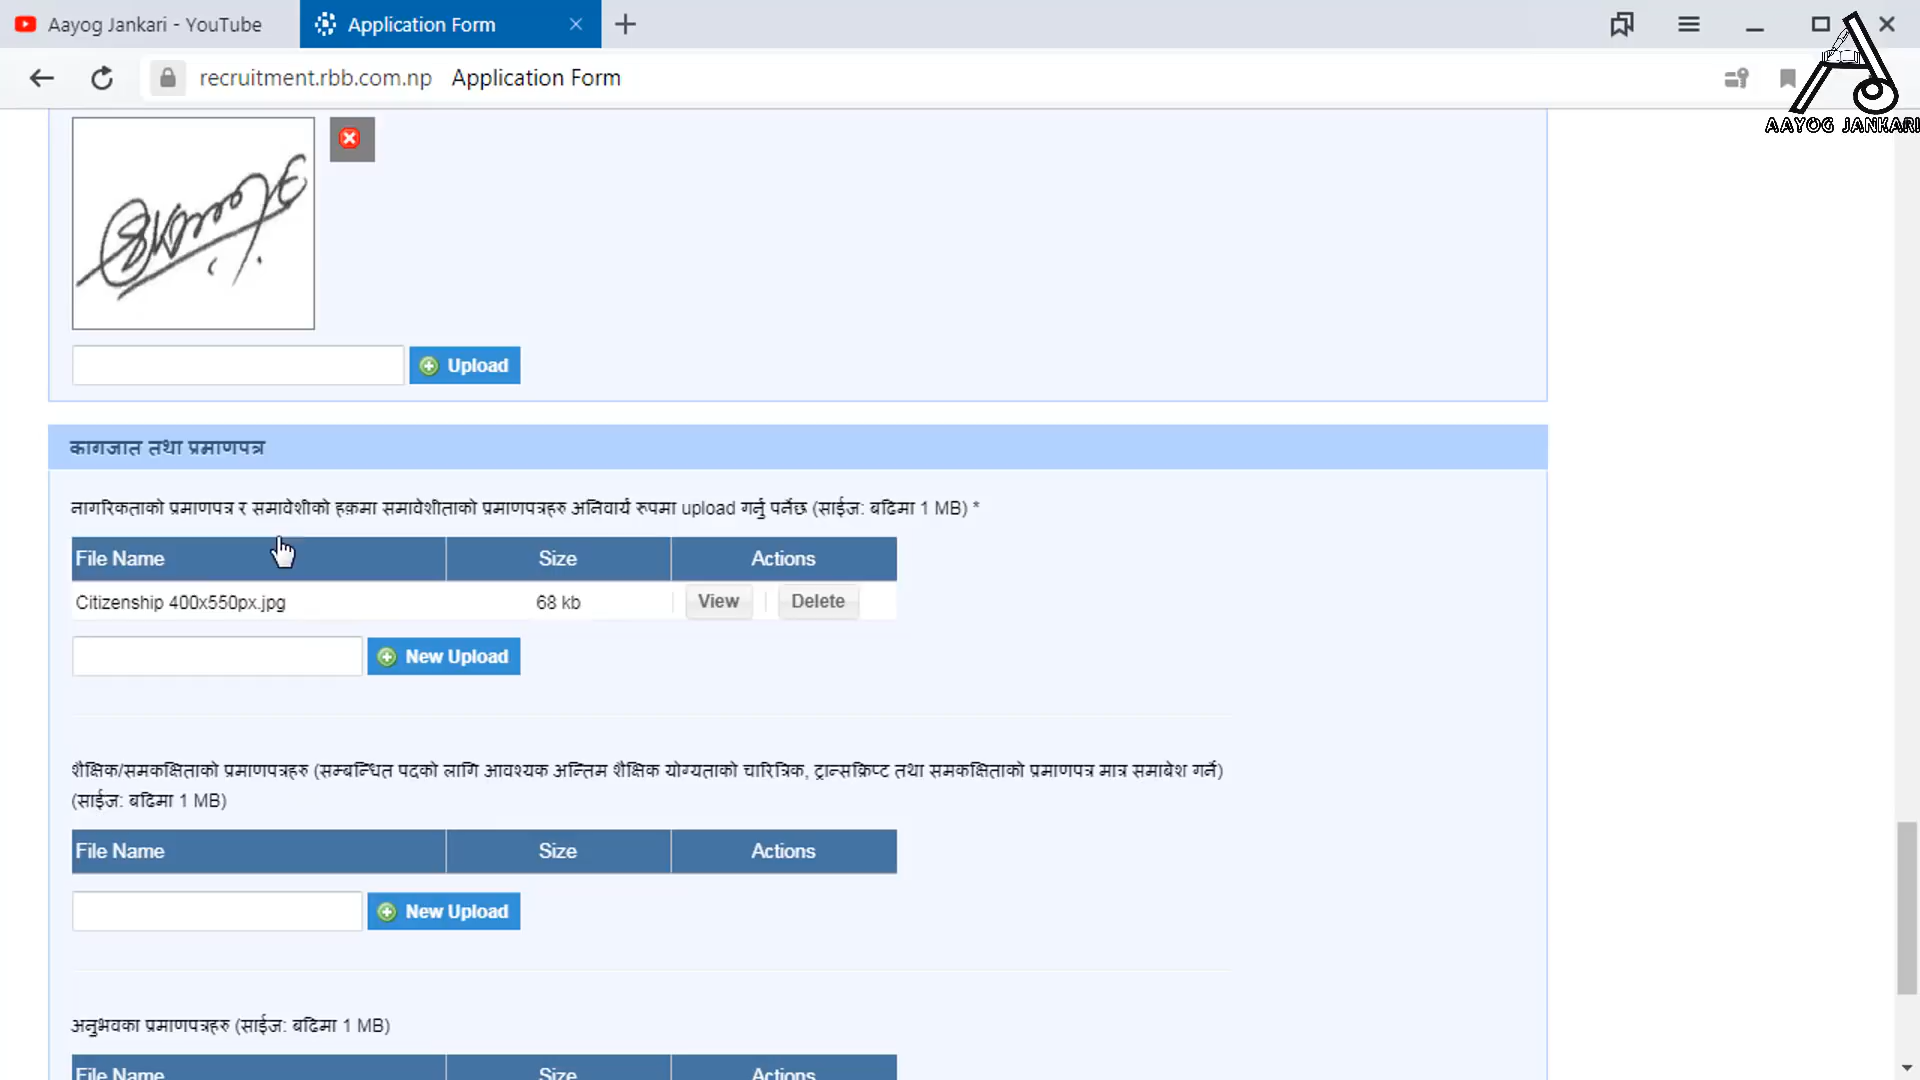 Aayog Jankari - YouTube
Application Form
recruitment.rbb.com.np Application Form
AAYOG JANKARI
Upload
कागजात तथा प्रमाणपत्र
नागरिकताको प्रमाणपत्र र समावेशीको हकमा समावेशीताको प्रमाणपत्रहरु अनिवार्य रुपमा upload गर्नु पर्नेछ (साईज: बढिमा 1 MB) *
File Name Size Actions
Citizenship 400x550px.jpg 68 kb View Delete
New Upload
शैक्षिक/समकक्षिताको प्रमाणपत्रहरु (सम्बन्धित पदको लागि आवश्यक अन्तिम शैक्षिक योग्यताको चारित्रिक, ट्रान्सक्रिप्ट तथा समकक्षिताको प्रमाणपत्र मात्र समाबेश गर्ने)
(साईज: बढिमा 1 MB)
File Name Size Actions
New Upload
अनुभवका प्रमाणपत्रहरु (साईज: बढिमा 1 MB)
File Name Size Actions